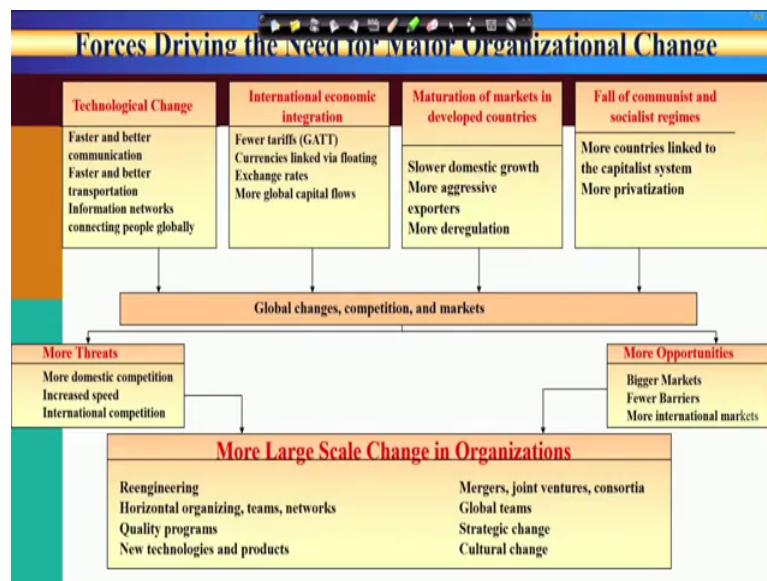 Forces Driving the Need for Major Organizational Change
Technological Change
Faster and better
communication
Faster and better
transportation
Information networks
connecting people globally
International economic
integration
Fewer tariffs (GATT)
Currencies linked via floating
Exchange rates
More global capital flows
Maturation of markets in
developed countries
Slower domestic growth
More aggressive
exporters
More deregulation
Fall of communist and
socialist regimes
More countries linked to
the capitalist system
More privatization
Global changes, competition, and markets
More Threats
More domestic competition
Increased speed
International competition
More Opportunities
Bigger Markets
Fewer Barriers
More international markets
More Large Scale Change in Organizations
Reengineering
Horizontal organizing, teams, networks
Quality programs
New technologies and products
Mergers, joint ventures, consortia
Global teams
Strategic change
Cultural change